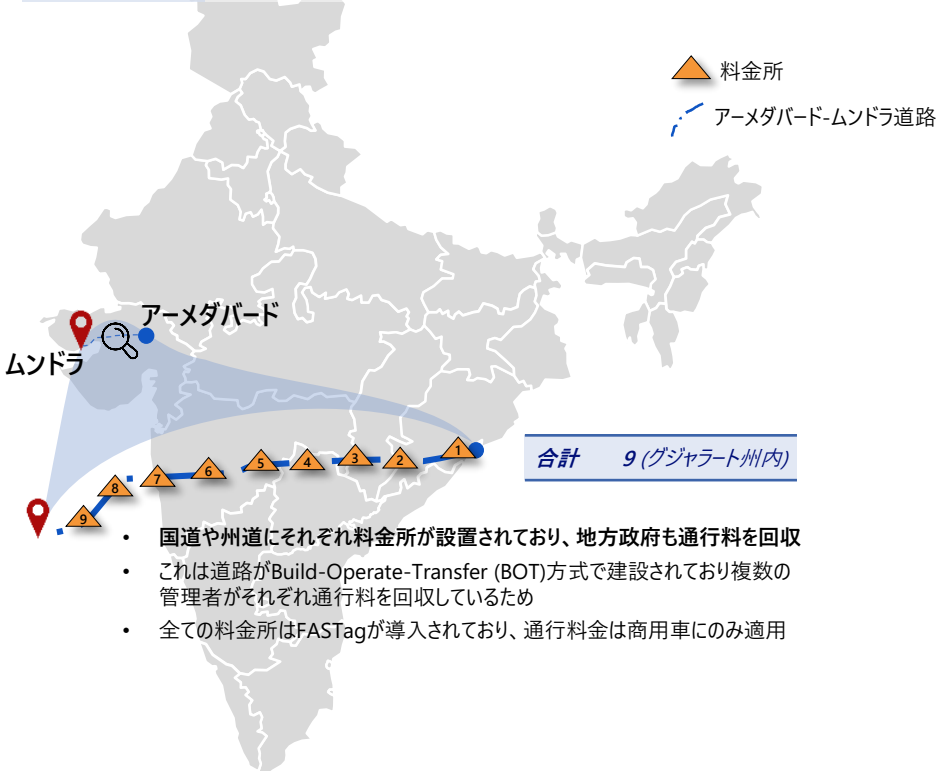 料金所
アーメダバード-ムンドラ道路
アーメダバード
ムンドラ
1
2
3
4
5
6
7
8
9
合計 9 (グジャラート州内)
• 国道や州道にそれぞれ料金所が設置されており、地方政府も通行料を回収
• これは道路がBuild-Operate-Transfer (BOT)方式で建設されており複数の
管理者がそれぞれ通行料を回収しているため
• 全ての料金所はFASTagが導入されており、通行料金は商用車にのみ適用